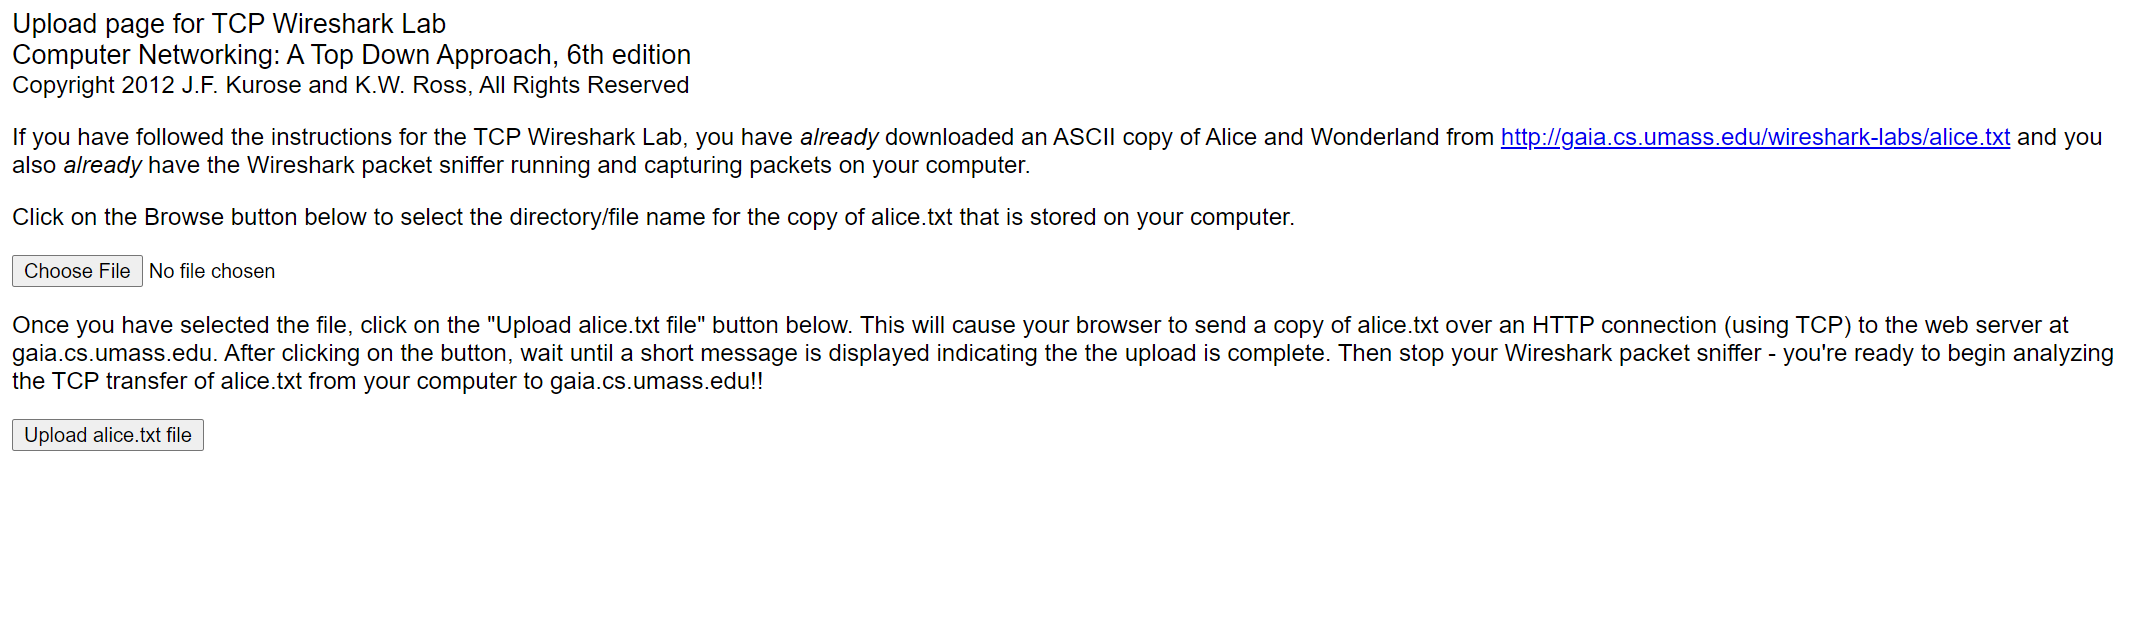 Upload page for TCP Wireshark Lab
Computer Networking: A Top Down Approach, 6th edition
Copyright 2012 J.F. Kurose and K.W. Ross, All Rights Reserved
If you have followed the instructions for the TCP Wireshark Lab, you have already downloaded an ASCII copy of Alice and Wonderland from http://gaia.cs.umass.edu/wireshark-labs/alice.txt and you
also already have the Wireshark packet sniffer running and capturing packets on your computer.
Click on the Browse button below to select the directory/file name for the copy of alice.txt that is stored on your computer.
Choose File No file chosen
Once you have selected the file, click on the "Upload alice.txt file" button below. This will cause your browser to send a copy of alice.txt over an HTTP connection (using TCP) to the web server at
gaia.cs.umass.edu. After clicking on the button, wait until a short message is displayed indicating the the upload is complete. Then stop your Wireshark packet sniffer - you're ready to begin analyzing
the TCP transfer of alice.txt from your computer to gaia.cs.umass.edu!!
Upload alice.txt file